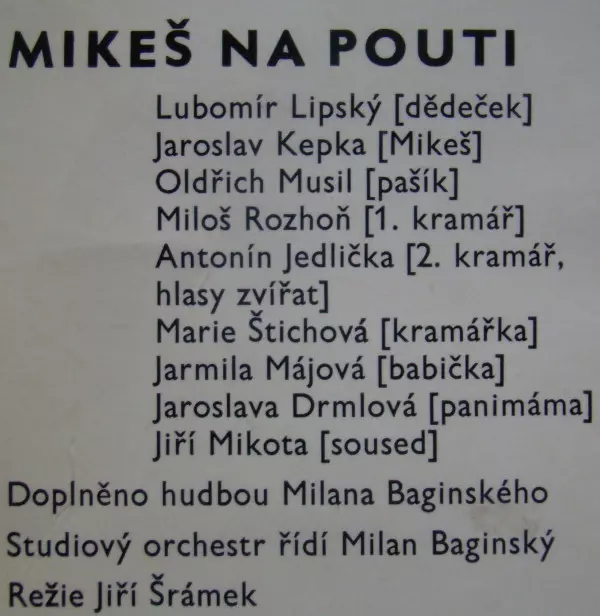 MIKEŠ NA POUTI
Lubomír Lipský [dědeček]
Jaroslav Kepka [Mikeš]
Oldřich Musil [pašík]
Miloš Rozhoň [1. kramář]
Antonín Jedlička [2. kramář,
hlasy zvířat]
Marie Štichová [kramářka]
Jarmila Májová [babička]
Jaroslava Drmlová [panimáma]
Jiří Mikota [soused]
Doplněno hudbou Milana Baginského
Studiový orchestr řídí Milan Baginský
Režie Jiří Šrámek